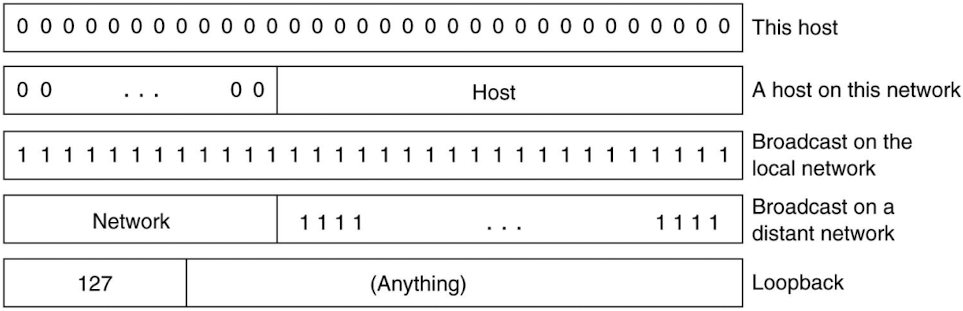 0 0 0 0 0 0 0 0 0 0 0 0 0 0 0 0 0 0 0 0 0 0 0 0 0 0 0 0 0 0 0 0 This host
0 0 ... 0 0 Host A host on this network
1 1 1 1 1 1 1 1 1 1 1 1 1 1 1 1 1 1 1 1 1 1 1 1 1 1 1 1 1 1 1 1 Broadcast on the
local network
Network 1 1 1 1 ... 1 1 1 1 Broadcast on a
distant network
127 (Anything) Loopback